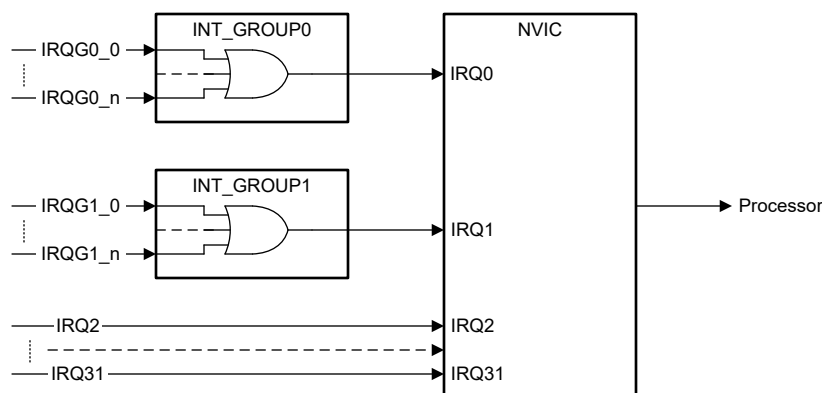 INT_GROUP0
NVIC
IRQG0_0
IRQ0
IRQG0_n
INT_GROUP1
IRQG1_0
Processor
IRQ1
IRQG1_n
IRQ2
IRQ2
IRQ31
IRQ31